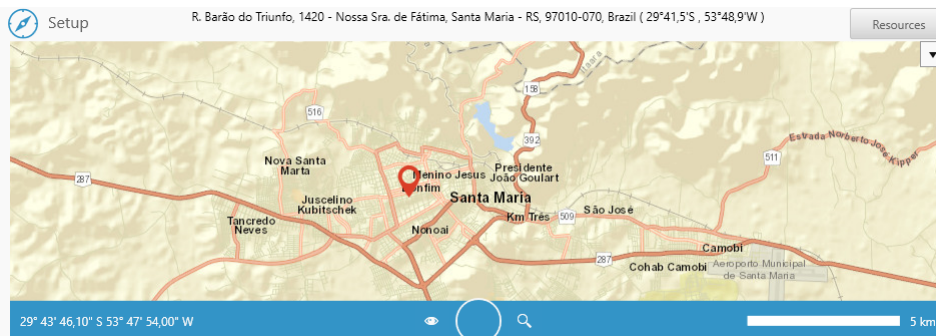 Setup
R. Barão do Triunfo, 1420 - Nossa Sra. de Fátima, Santa Maria - RS, 97010-070, Brazil ( 29°41,5'S , 53°48,9'W )
Resources
Itaara
158
516
392
Estrada Norberto José Kipper
511
Nova Santa
Marta
Menino Jesus
Presidente
João Goulart
287
Bonfim
Juscelino
Kubitschek
Santa Maria
São José
Km Três
509
Tancredo
Neves
Nonoai
Camobi
287
Cohab Camobi
Aeroporto Municipal
de Santa Maria
29° 43' 46,10" S 53° 47' 54,00" W
5 km